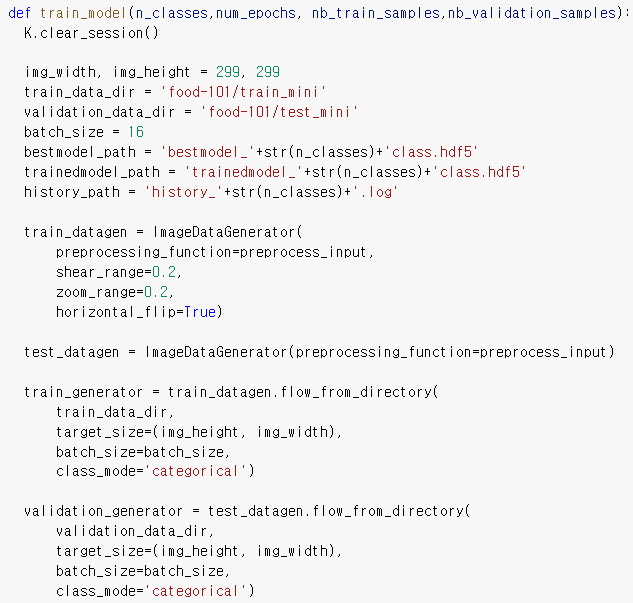 def train_model(n_classes,num_epochs, nb_train_samples,nb_validation_samples):
  K.clear_session()

  img_width, img_height = 299, 299
  train_data_dir = 'food-101/train_mini'
  validation_data_dir = 'food-101/test_mini'
  batch_size = 16
  bestmodel_path = 'bestmodel_'+str(n_classes)+'class.hdf5'
  trainedmodel_path = 'trainedmodel_'+str(n_classes)+'class.hdf5'
  history_path = 'history_'+str(n_classes)+'.log'

  train_datagen = ImageDataGenerator(
      preprocessing_function=preprocess_input,
      shear_range=0.2,
      zoom_range=0.2,
      horizontal_flip=True)

  test_datagen = ImageDataGenerator(preprocessing_function=preprocess_input)

  train_generator = train_datagen.flow_from_directory(
      train_data_dir,
      target_size=(img_height, img_width),
      batch_size=batch_size,
      class_mode='categorical')

  validation_generator = test_datagen.flow_from_directory(
      validation_data_dir,
      target_size=(img_height, img_width),
      batch_size=batch_size,
      class_mode='categorical')